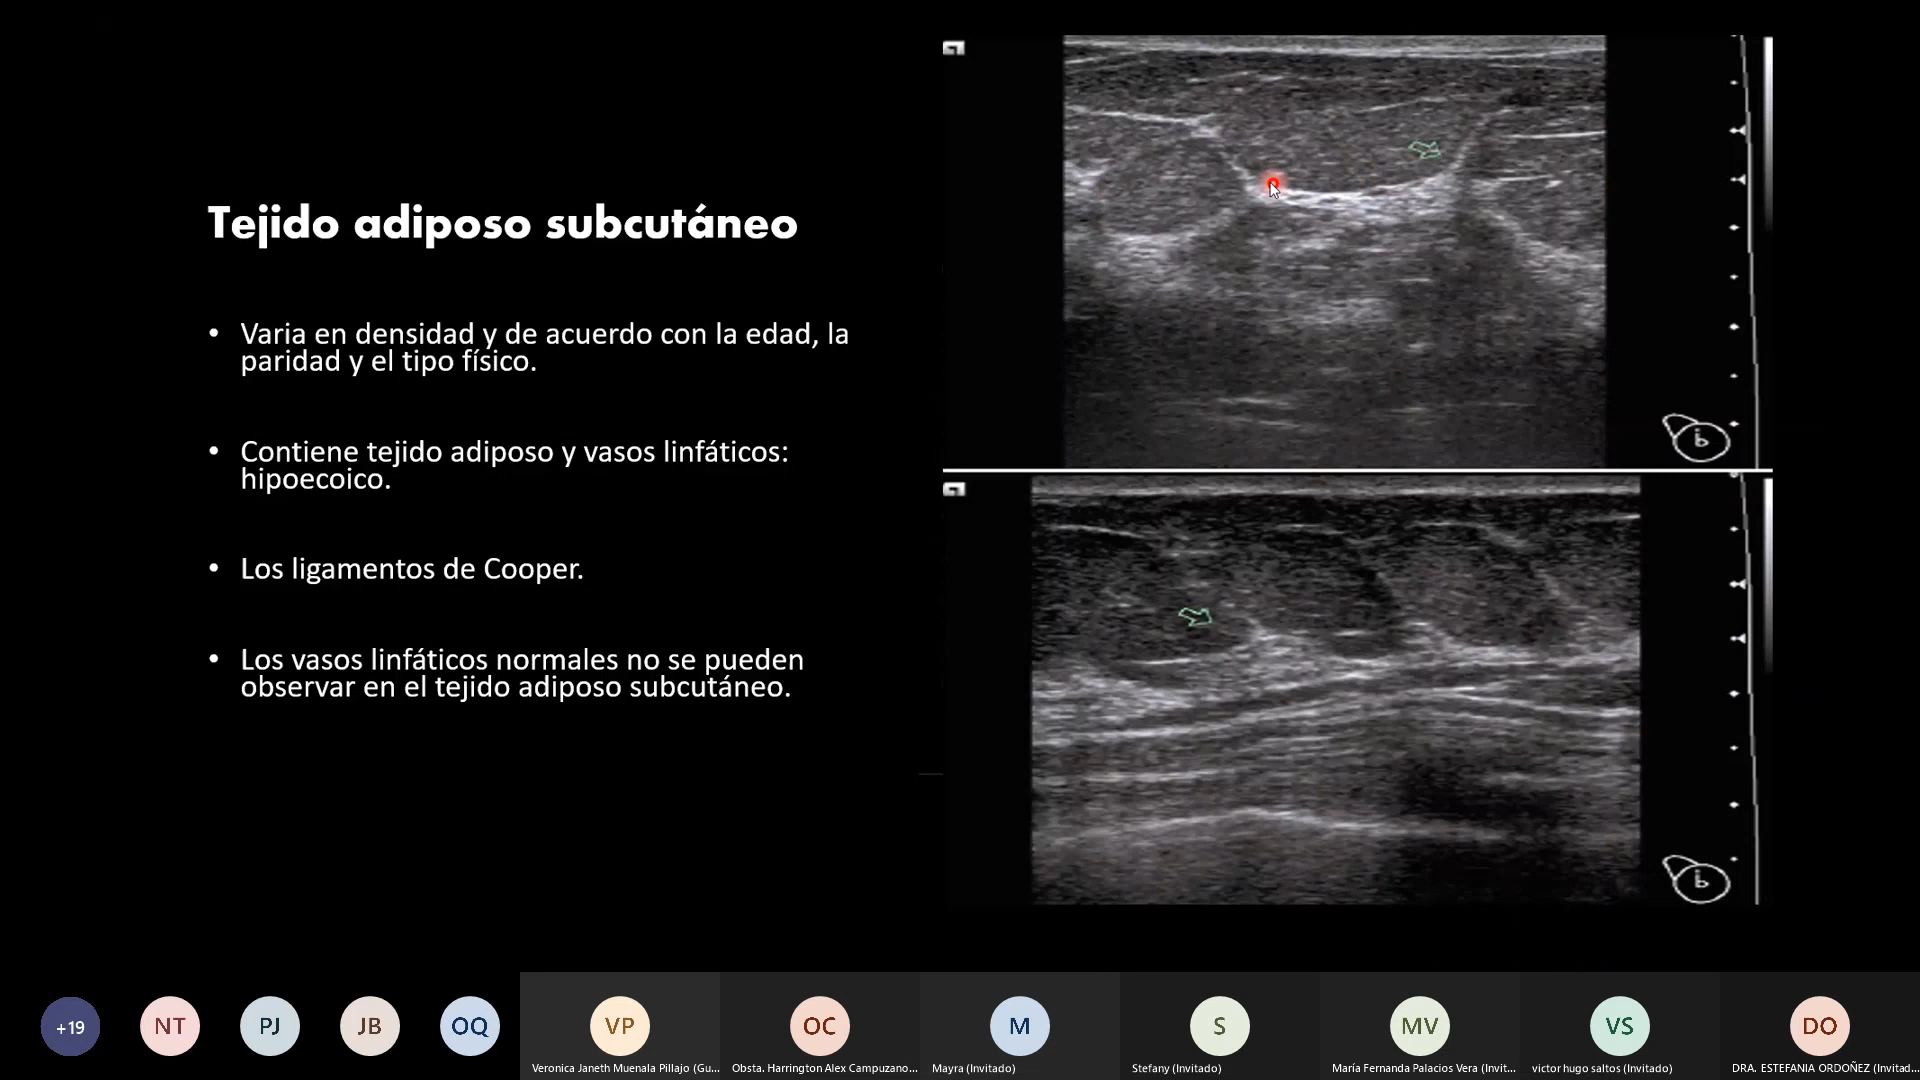 Tejido adiposo subcutáneo
• Varia en densidad y de acuerdo con la edad, la
paridad y el tipo físico.
• Contiene tejido adiposo y vasos linfáticos:
hipoecoico.
• Los ligamentos de Cooper.
• Los vasos linfáticos normales no se pueden
observar en el tejido adiposo subcutáneo.
+19
NT
PJ
JB
OQ
VP
OC
M
S
MV
VS
DO
Veronica Janeth Muenala Pillajo (Gu...
Obsta. Harrington Alex Campuzano...
Mayra (Invitado)
Stefany (Invitado)
María Fernanda Palacios Vera (Invit...
victor hugo saltos (Invitado)
DRA. ESTEFANIA ORDOÑEZ (Invitad...